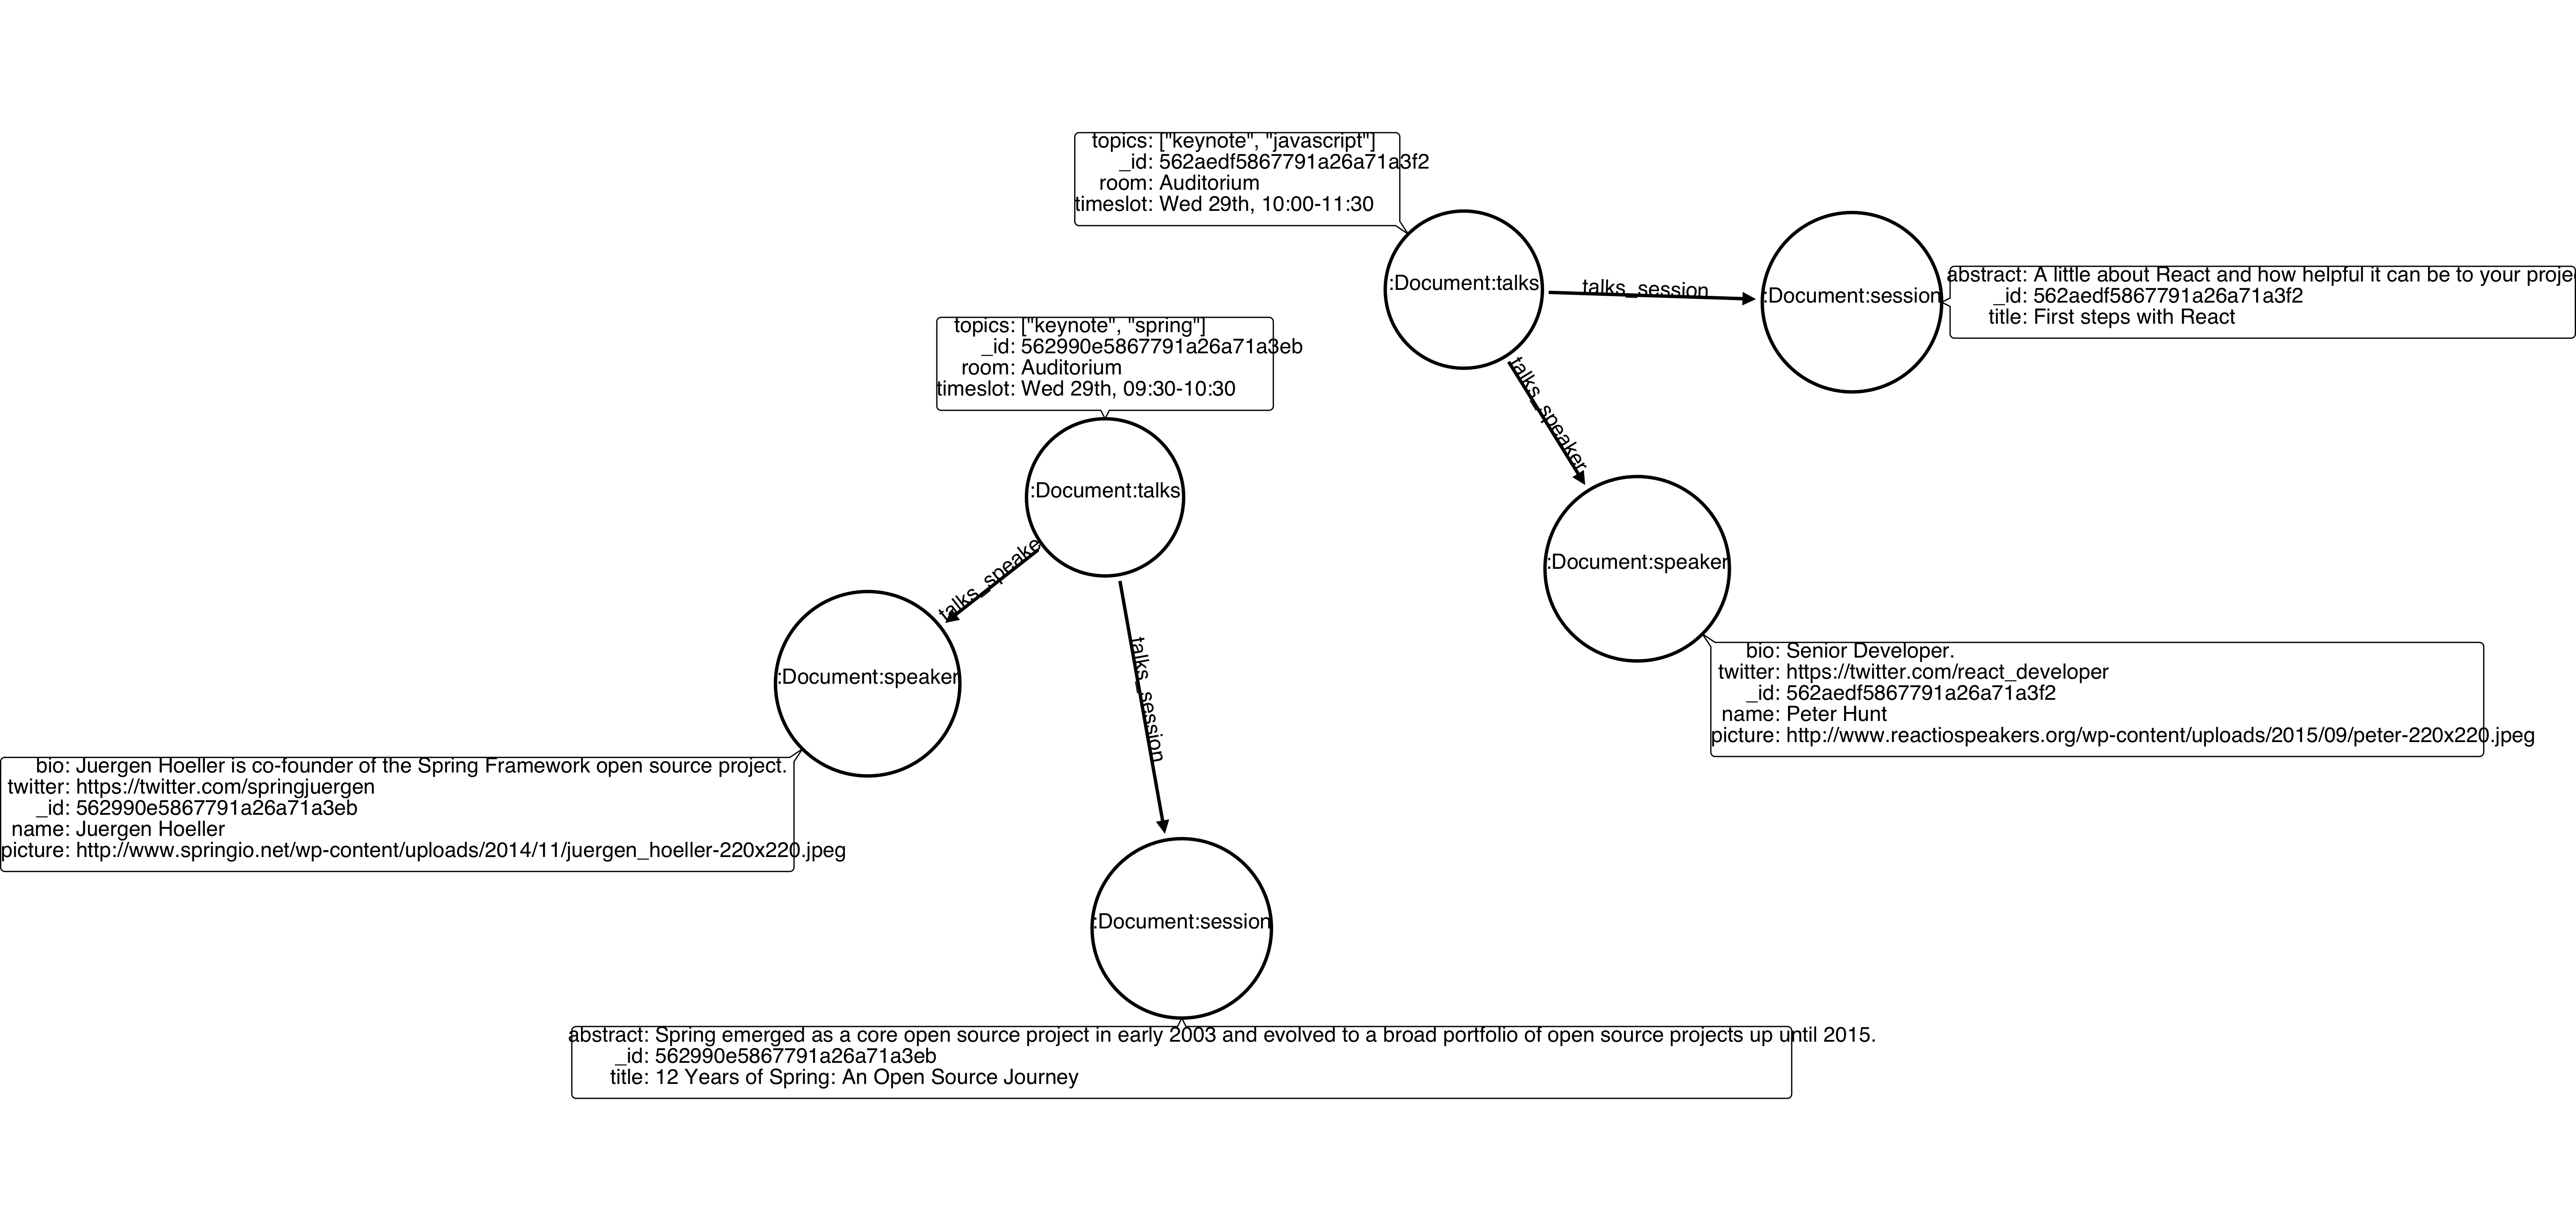 topics: ["keynote", "javascript"]
_id: 562aedf5867791a26a71a3f2
room: Auditorium
timeslot: Wed 29th, 10:00-11:30
:Document:talks
talks_session
:Document:session
abstract: A little about React and how helpful it can be to your
_id: 562aedf5867791a26a71a3f2
title: First steps with React
talks_speaker
:Document:speaker
bio: Senior Developer.
twitter: https://twitter.com/react_developer
_id: 562aedf5867791a26a71a3f2
name: Peter Hunt
picture: http://www.reactiospeakers.org/wp-content/uploads/2015/09/peter-220x220.jpeg
topics: ["keynote", "spring"]
_id: 562990e5867791a26a71a3eb
room: Auditorium
timeslot: Wed 29th, 09:30-10:30
:Document:talks
talks_speake
:Document:speaker
bio: Juergen Hoeller is co-founder of the Spring Framework open source project.
twitter: https://twitter.com/springjuergen
_id: 562990e5867791a26a71a3eb
name: Juergen Hoeller
picture: http://www.springio.net/wp-content/uploads/2014/11/juergen_hoeller-220x220.jpeg
talks_session
:Document:session
abstract: Spring emerged as a core open source project in early 2003 and evolved to a broad portfolio of open source projects up until 2015.
_id: 562990e5867791a26a71a3eb
title: 12 Years of Spring: An Open Source Journey